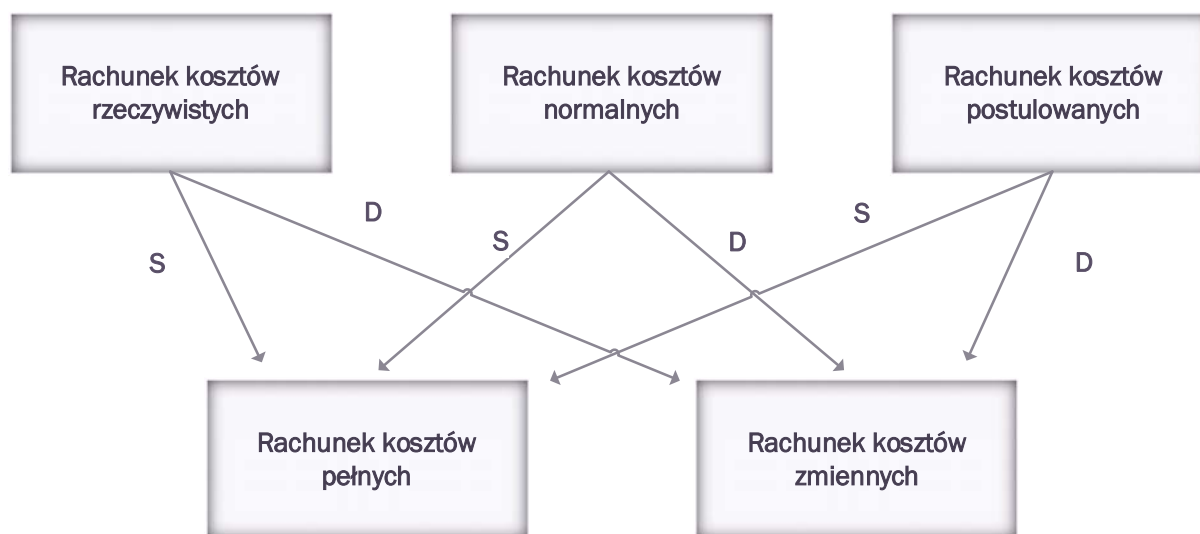 Rachunek kosztów
rzeczywistych
Rachunek kosztów
normalnych
Rachunek kosztów
postulowanych
D
S
S
D
S
D
Rachunek kosztów
pełnych
Rachunek kosztów
zmiennych